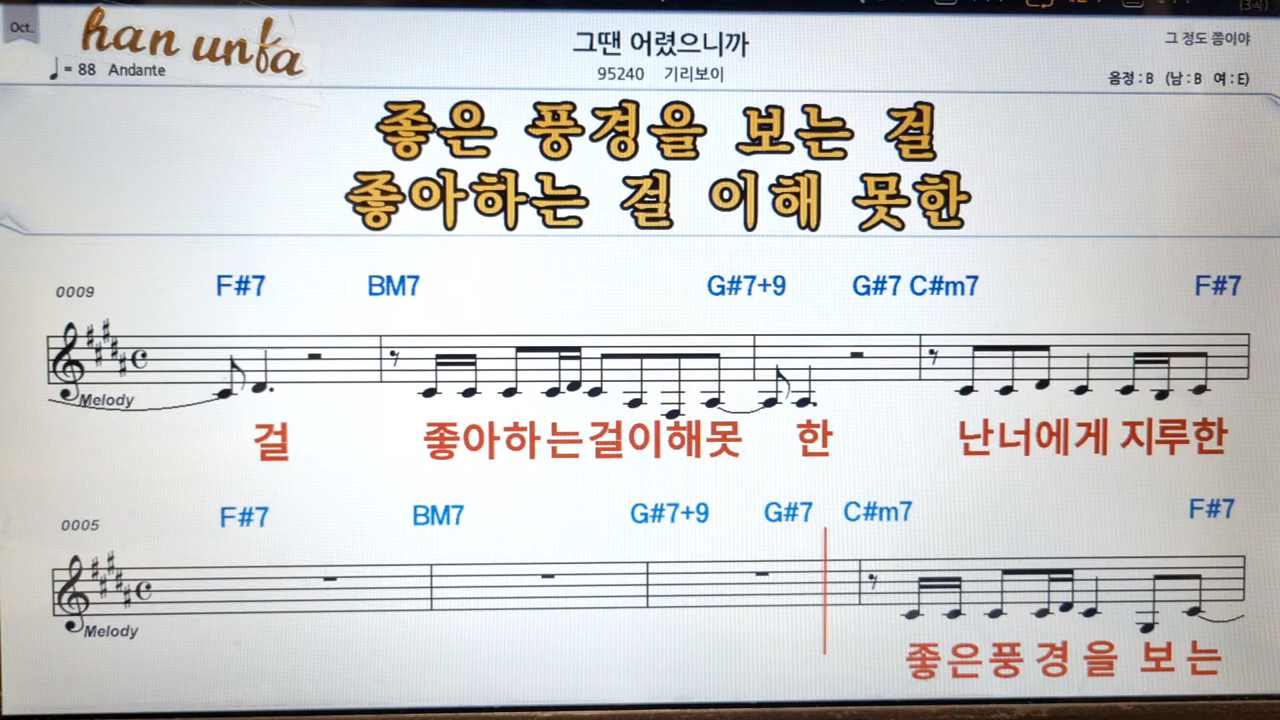 (3곡)
Oct.
han unfa
그땐 어렸으니까
그 정도 쯤이야
♩= 88 Andante
95240 기리보이
음정 : B (남 : B 여 : E)
좋은 풍경을 보는 걸
좋아하는 걸 이해 못한
0009 F#7 BM7 G#7+9 G#7 C#m7 F#7
Melody
걸 좋아하는걸이해못 한 난너에게 지루한
0005 F#7 BM7 G#7+9 G#7 C#m7 F#7
Melody
좋은풍경을 보는